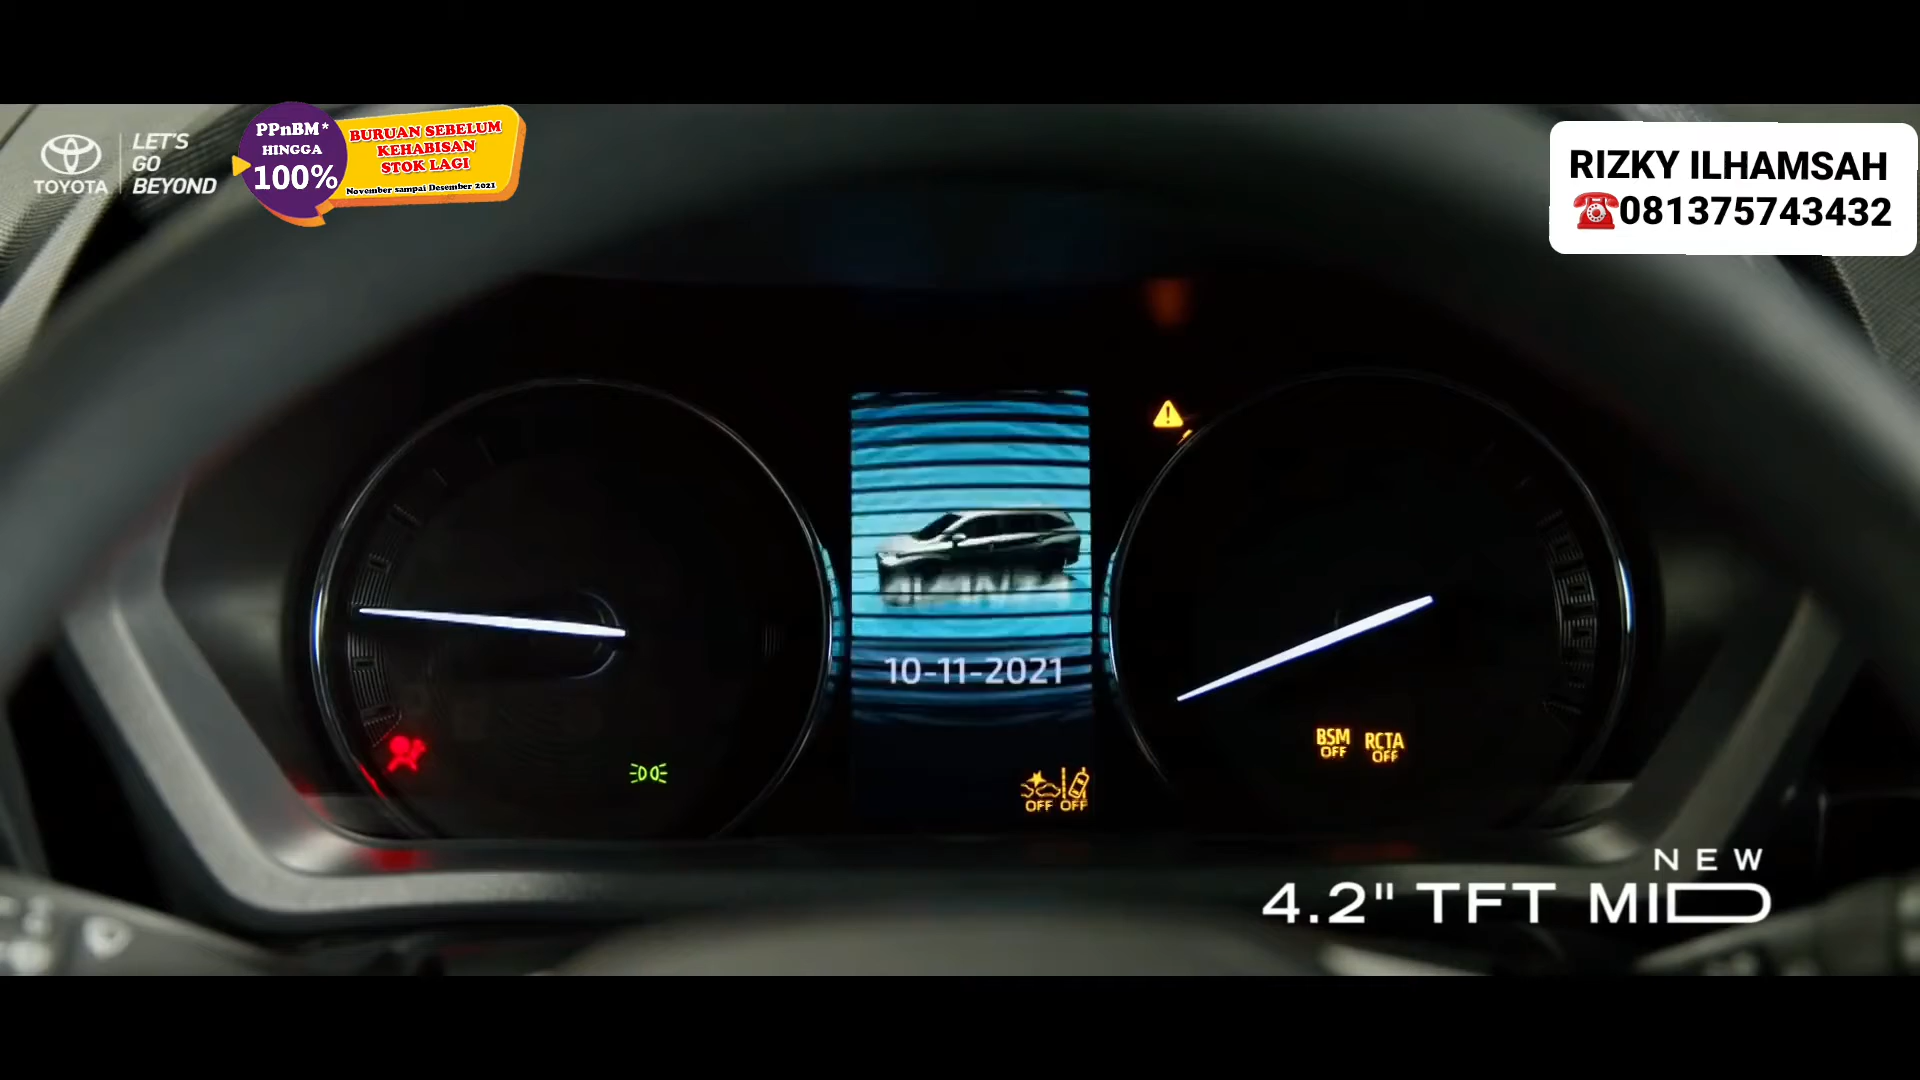 TOYOTA
LET'S
GO
BEYOND
PPnBM*
HINGGA
100%
BURUAN SEBELUM
KEHABISAN
STOK LAGI
November sampai Desember 2021
RIZKY ILHAMSAH
☎081375743432
10-11-2021
OFF OFF
BSM
OFF
RCTA
OFF
NEW
4.2" TFT MID